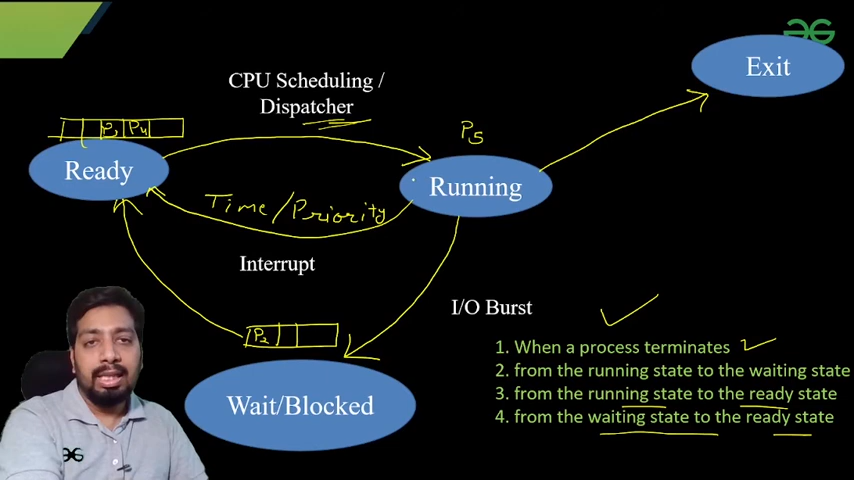 Exit
CPU Scheduling /
Dispatcher
P5
P4
Ready
Running
Time/Priority
Interrupt
I/O Burst
P2
Wait/Blocked
1. When a process terminates
2. from the running state to the waiting state
3. from the running state to the ready state
4. from the waiting state to the ready state